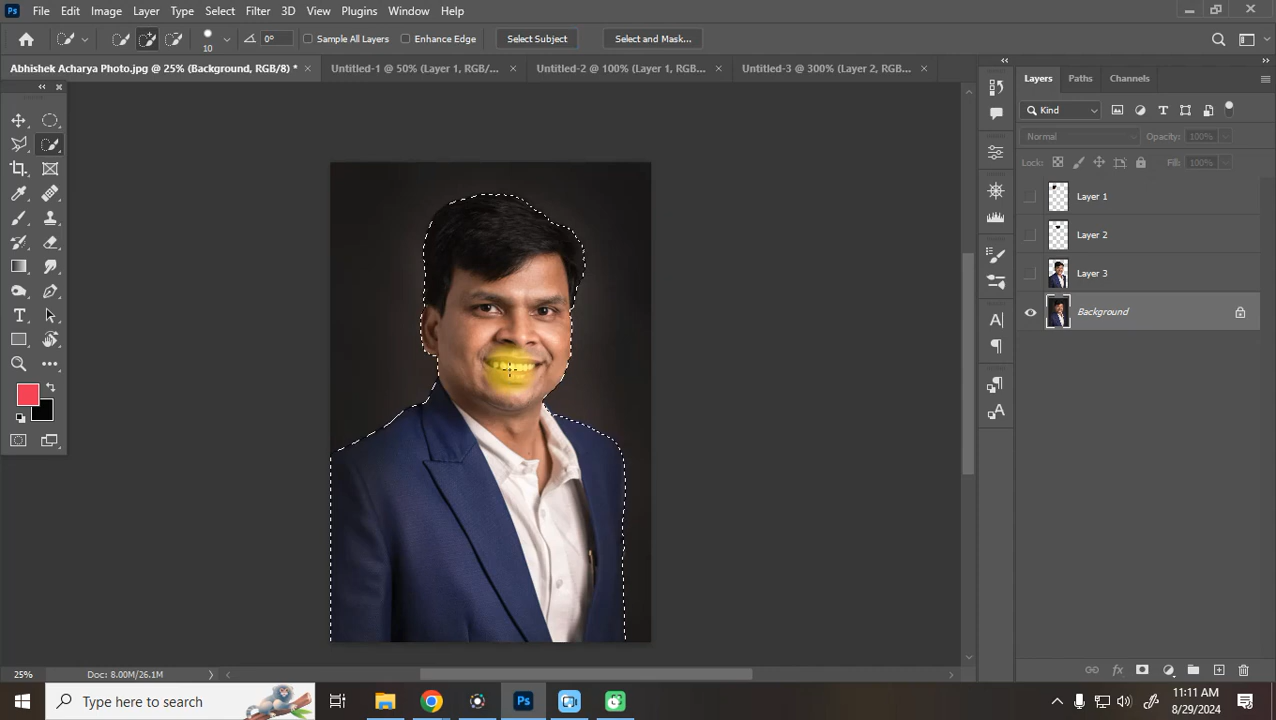 Ps File Edit Image Layer Type Select Filter 3D View Plugins Window Help
10 0° Sample All Layers Enhance Edge Select Subject Select and Mask...
Abhishek Acharya Photo.jpg @ 25% (Background, RGB/8) * Untitled-1 @ 50% (Layer 1, RGB/... Untitled-2 @ 100% (Layer 1, RGB... Untitled-3 @ 300% (Layer 2, RGB...
Layers Paths Channels
Kind
Normal Opacity: 100%
Lock: Fill: 100%
Layer 1
Layer 2
Layer 3
Background
25% Doc: 8.00M/26.1M
Type here to search
Ps
11:11 AM
8/29/2024